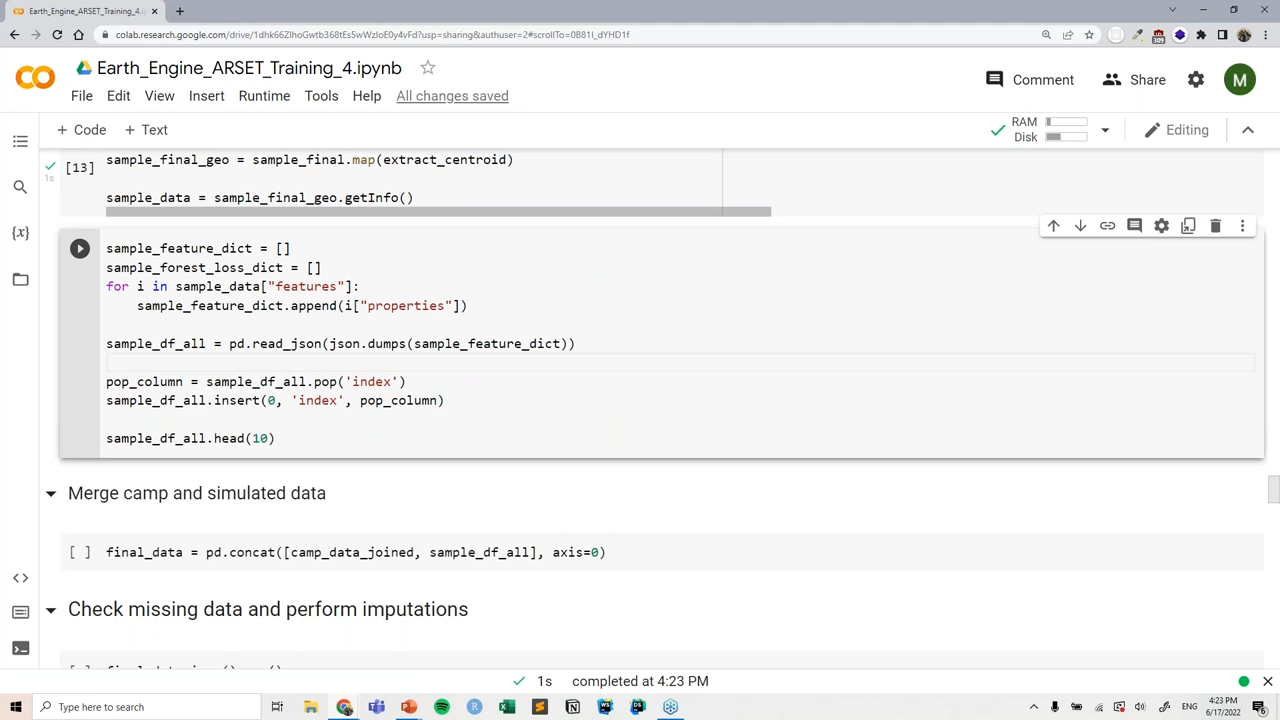 Earth_Engine_ARSET_Training_4.i
colab.research.google.com/drive/1dhk66ZlhoGwtb368tEs5wWzIoE0y4vFd?usp=sharing&authuser=2#scrollTo=0B81I_dYHD1f
309
Earth_Engine_ARSET_Training_4.ipynb
Comment
Share
M
File Edit View Insert Runtime Tools Help All changes saved
+ Code + Text
RAM
Disk
Editing
[13]
1s
sample_final_geo = sample_final.map(extract_centroid)
sample_data = sample_final_geo.getInfo()
{x}
sample_feature_dict = []
sample_forest_loss_dict = []
for i in sample_data["features"]:
sample_feature_dict.append(i["properties"])
sample_df_all = pd.read_json(json.dumps(sample_feature_dict))
pop_column = sample_df_all.pop('index')
sample_df_all.insert(0, 'index', pop_column)
sample_df_all.head(10)
Merge camp and simulated data
[ ] final_data = pd.concat([camp_data_joined, sample_df_all], axis=0)
Check missing data and perform imputations
1s completed at 4:23 PM
Type here to search
ENG
4:23 PM
6/17/2022